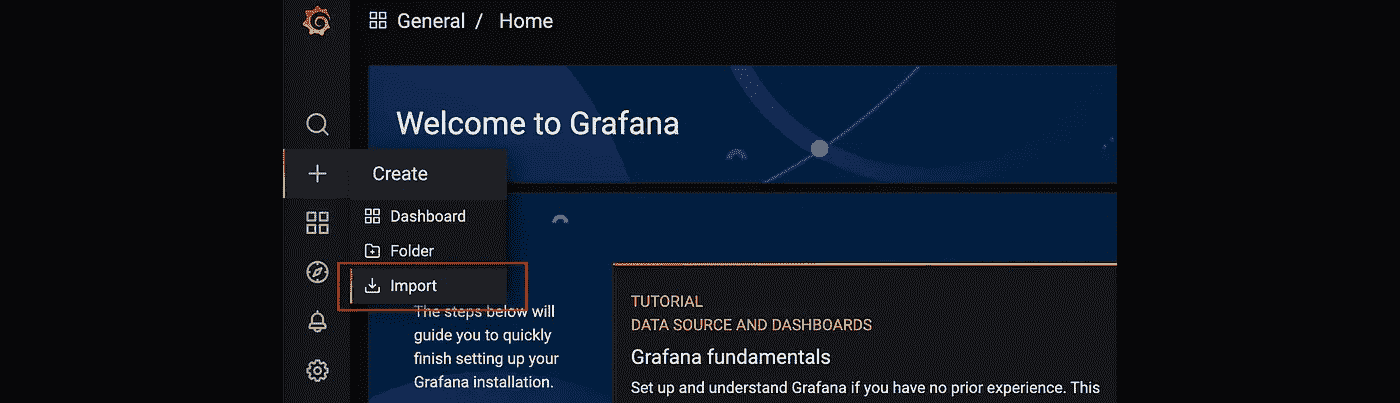 General / Home
Welcome to Grafana
Create
Dashboard
Folder
Import
The steps below will
guide you to quickly
finish setting up your
Grafana installation.
TUTORIAL
DATA SOURCE AND DASHBOARDS
Grafana fundamentals
Set up and understand Grafana if you have no prior experience. This